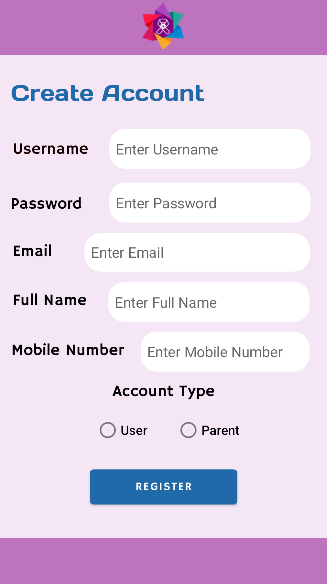 Create Account
Username Enter Username
Password Enter Password
Email Enter Email
Full Name Enter Full Name
Mobile Number Enter Mobile Number
Account Type
User Parent
REGISTER